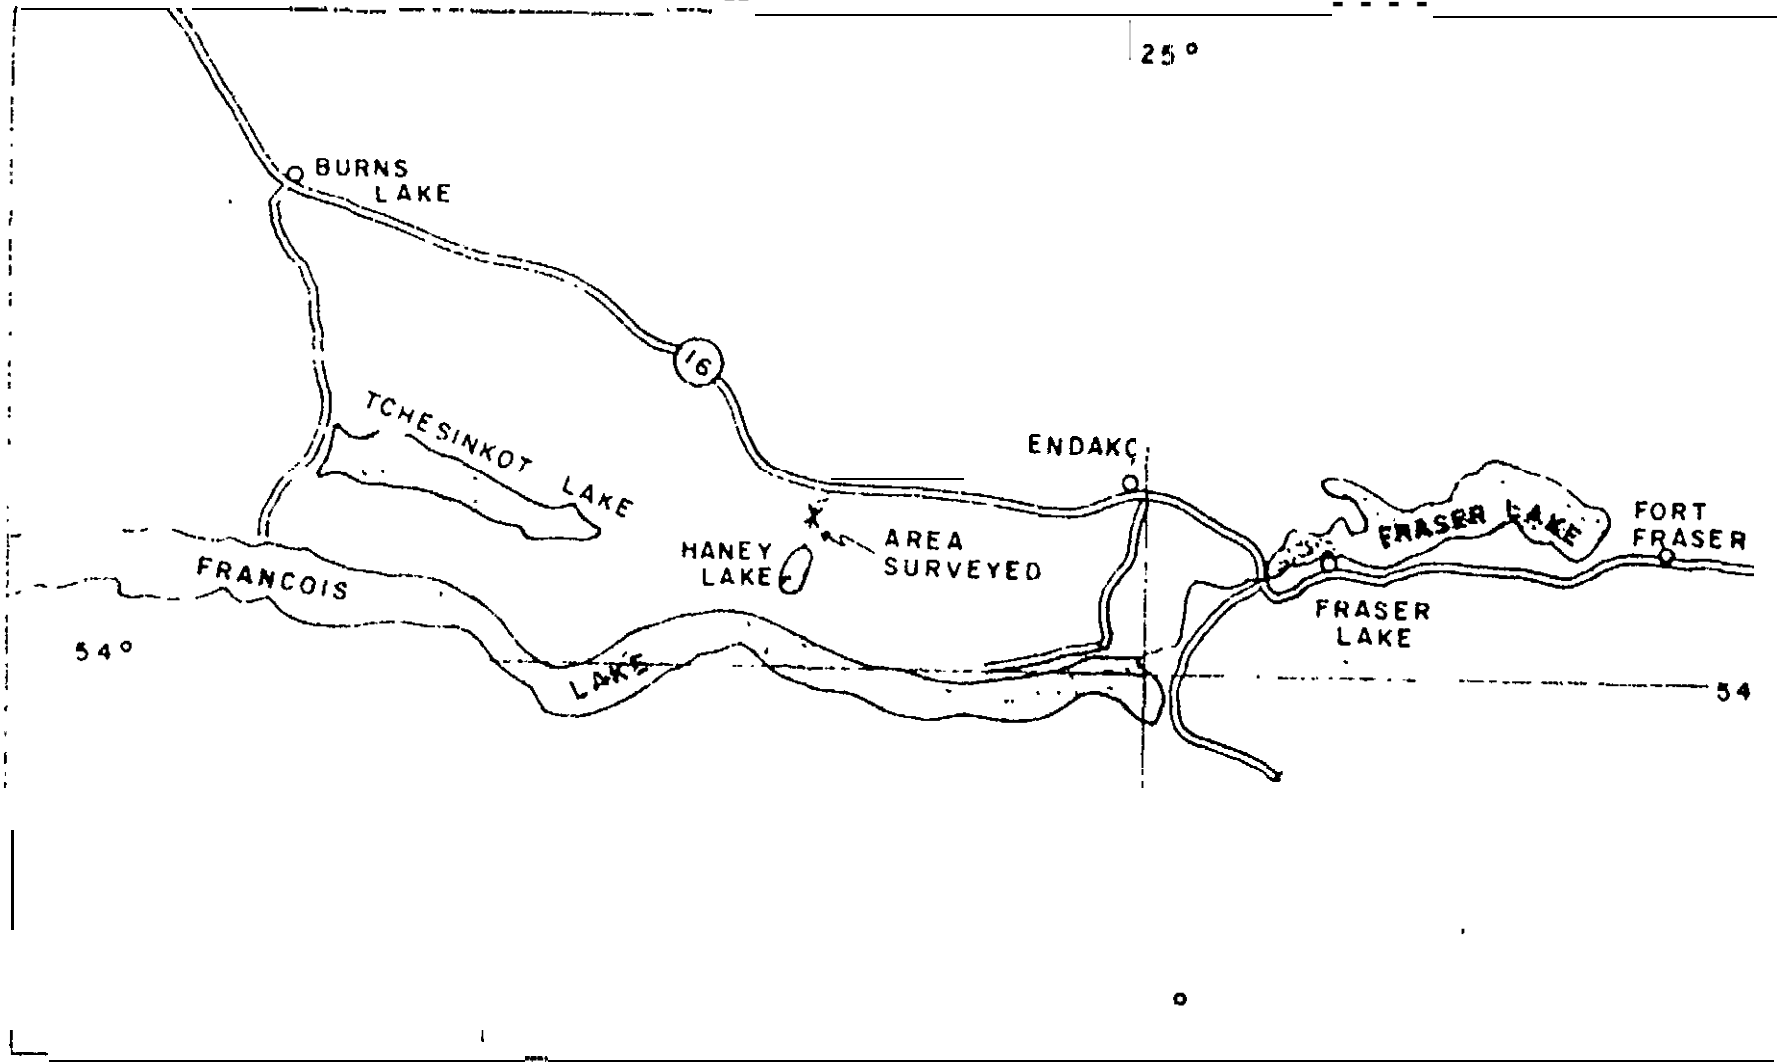 25°
BURNS
LAKE
16
TCHESINKOT LAKE
ENDAKO
FRASER LAKE
FORT
FRASER
AREA
SURVEYED
HANEY
LAKE
FRANCOIS
LAKE
FRASER
LAKE
54°
54